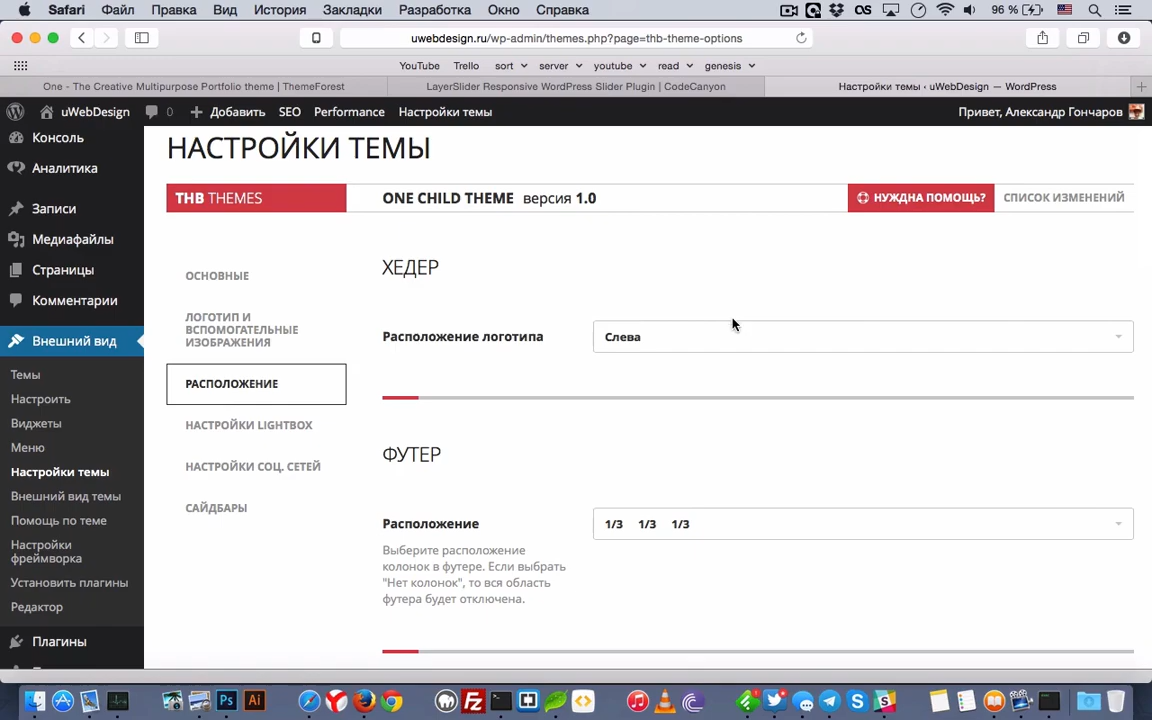 Safari Файл Правка Вид История Закладки Разработка Окно Справка 96 %
uwebdesign.ru/wp-admin/themes.php?page=thb-theme-options
YouTube Trello sort server youtube read genesis
One - The Creative Multipurpose Portfolio theme | ThemeForest
LayerSlider Responsive WordPress Slider Plugin | CodeCanyon
Настройки темы ‹ uWebDesign — WordPress
uWebDesign 0 Добавить SEO Performance Настройки темы Привет, Александр Гончаров
Консоль
Аналитика
Записи
Медиафайлы
Страницы
Комментарии
Внешний вид
Темы
Настроить
Виджеты
Меню
Настройки темы
Внешний вид темы
Помощь по теме
Настройки
фреймворка
Установить плагины
Редактор
Плагины
НАСТРОЙКИ ТЕМЫ
THB THEMES
ONE CHILD THEME версия 1.0
НУЖДНА ПОМОЩЬ?
СПИСОК ИЗМЕНЕНИЙ
ОСНОВНЫЕ
ЛОГОТИП И
ВСПОМОГАТЕЛЬНЫЕ
ИЗОБРАЖЕНИЯ
РАСПОЛОЖЕНИЕ
НАСТРОЙКИ LIGHTBOX
НАСТРОЙКИ СОЦ. СЕТЕЙ
САЙДБАРЫ
ХЕДЕР
Расположение логотипа
Слева
ФУТЕР
Расположение
1/3 1/3 1/3
Выберите расположение
колонок в футере. Если выбрать
"Нет колонок", то вся область
футера будет отключена.
Ps
Ai
Fz